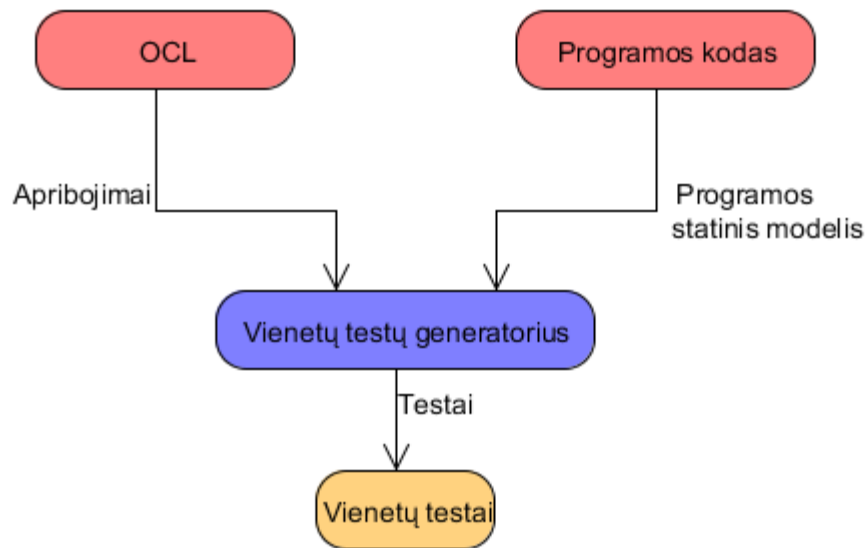 OCL
Programos kodas
Apribojimai
Programos
statinis modelis
Vienetų testų generatorius
Testai
Vienetų testai